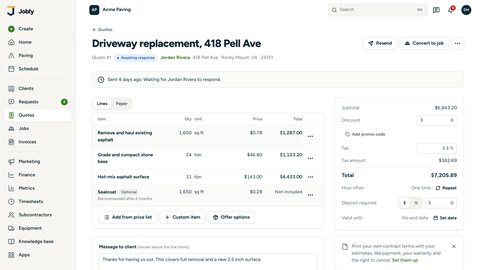 Jobly
Create
Home
Paving
Schedule
Clients
Requests
Quotes
Jobs
Invoices
Marketing
Finance
Metrics
Timesheets
Subcontractors
Equipment
Knowledge base
Apps
AP Acme Paving
Search
Quotes
Driveway replacement, 418 Pell Ave
Quote #1 Awaiting response Jordan Rivera 418 Pell Ave · Rocky Mount, VA 24151
Resend
Convert to job
Sent 4 days ago. Waiting for Jordan Rivera to respond.
Lines Paper
Item Qty Unit Price Total
Remove and haul existing asphalt 1,650 sq ft $0.78 $1,287.00
Grade and compact stone base 24 ton $46.80 $1,123.20
Hot-mix asphalt surface 31 ton $143.00 $4,433.00
Sealcoat Optional 1,650 sq ft $0.28 Not included
Recommended after 6 months
Add from price list
Custom item
Offer options
Message to client (shown above the line items)
Thanks for having us out. This covers full removal and a new 2.5 inch surface.
Subtotal $6,843.20
Discount $ 0
Add promo code
Tax 5.3 %
Tax amount $362.69
Total $7,205.89
How often One time Repeat
Deposit required $ % $ 0
Valid until No end date Set date
Print your own contract terms with your estimates, like payment, your warranty and the right to cancel. Set them up